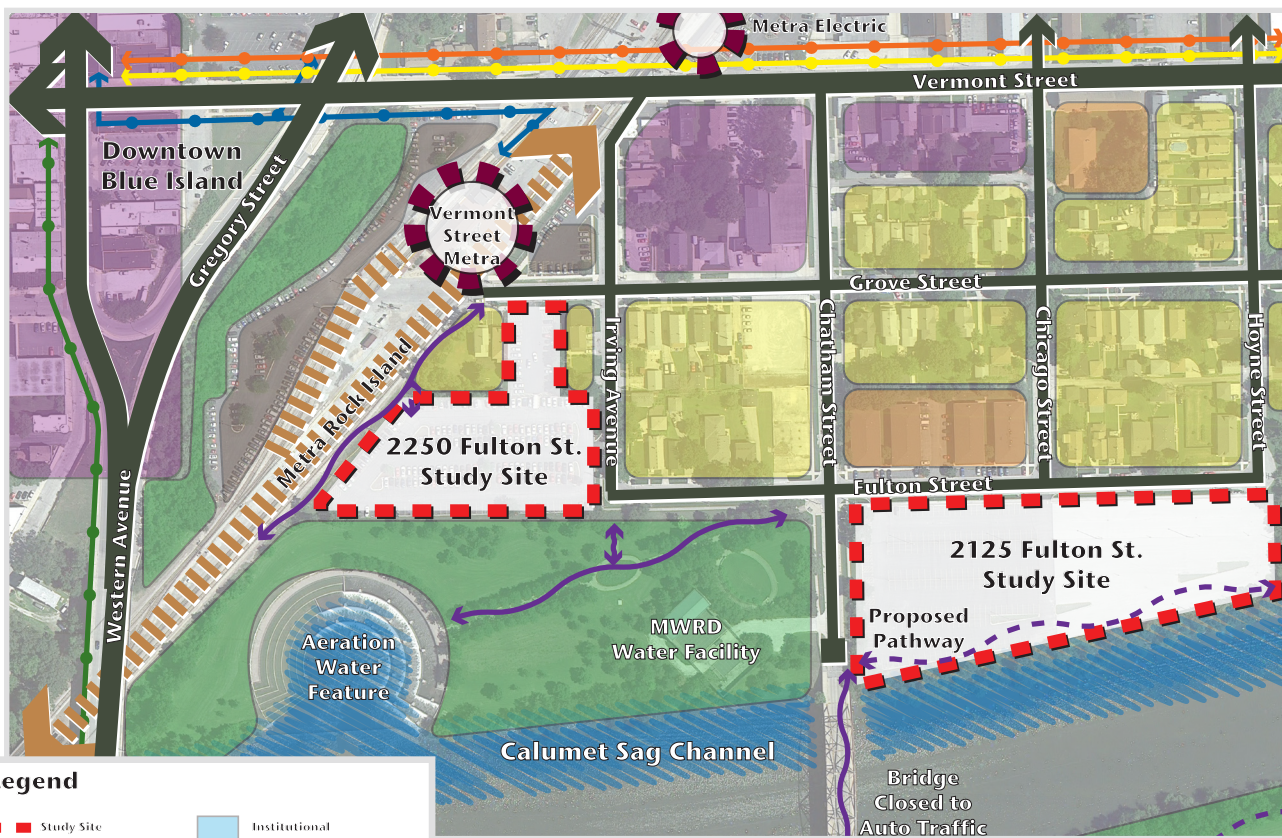 Metra Electric
Vermont Street
Downtown
Blue Island
Gregory Street
Vermont
Street
Metra
Grove Street
Metra Rock Island
Irving Avenue
Chatham Street
Chicago Street
Hoyne Street
2250 Fulton St.
Study Site
Fulton Street
Western Avenue
2125 Fulton St.
Study Site
Proposed
Pathway
Aeration
Water
Feature
MWRD
Water Facility
Calumet Sag Channel
Bridge
Closed to
Auto Traffic
egend
Study Site
Institutional